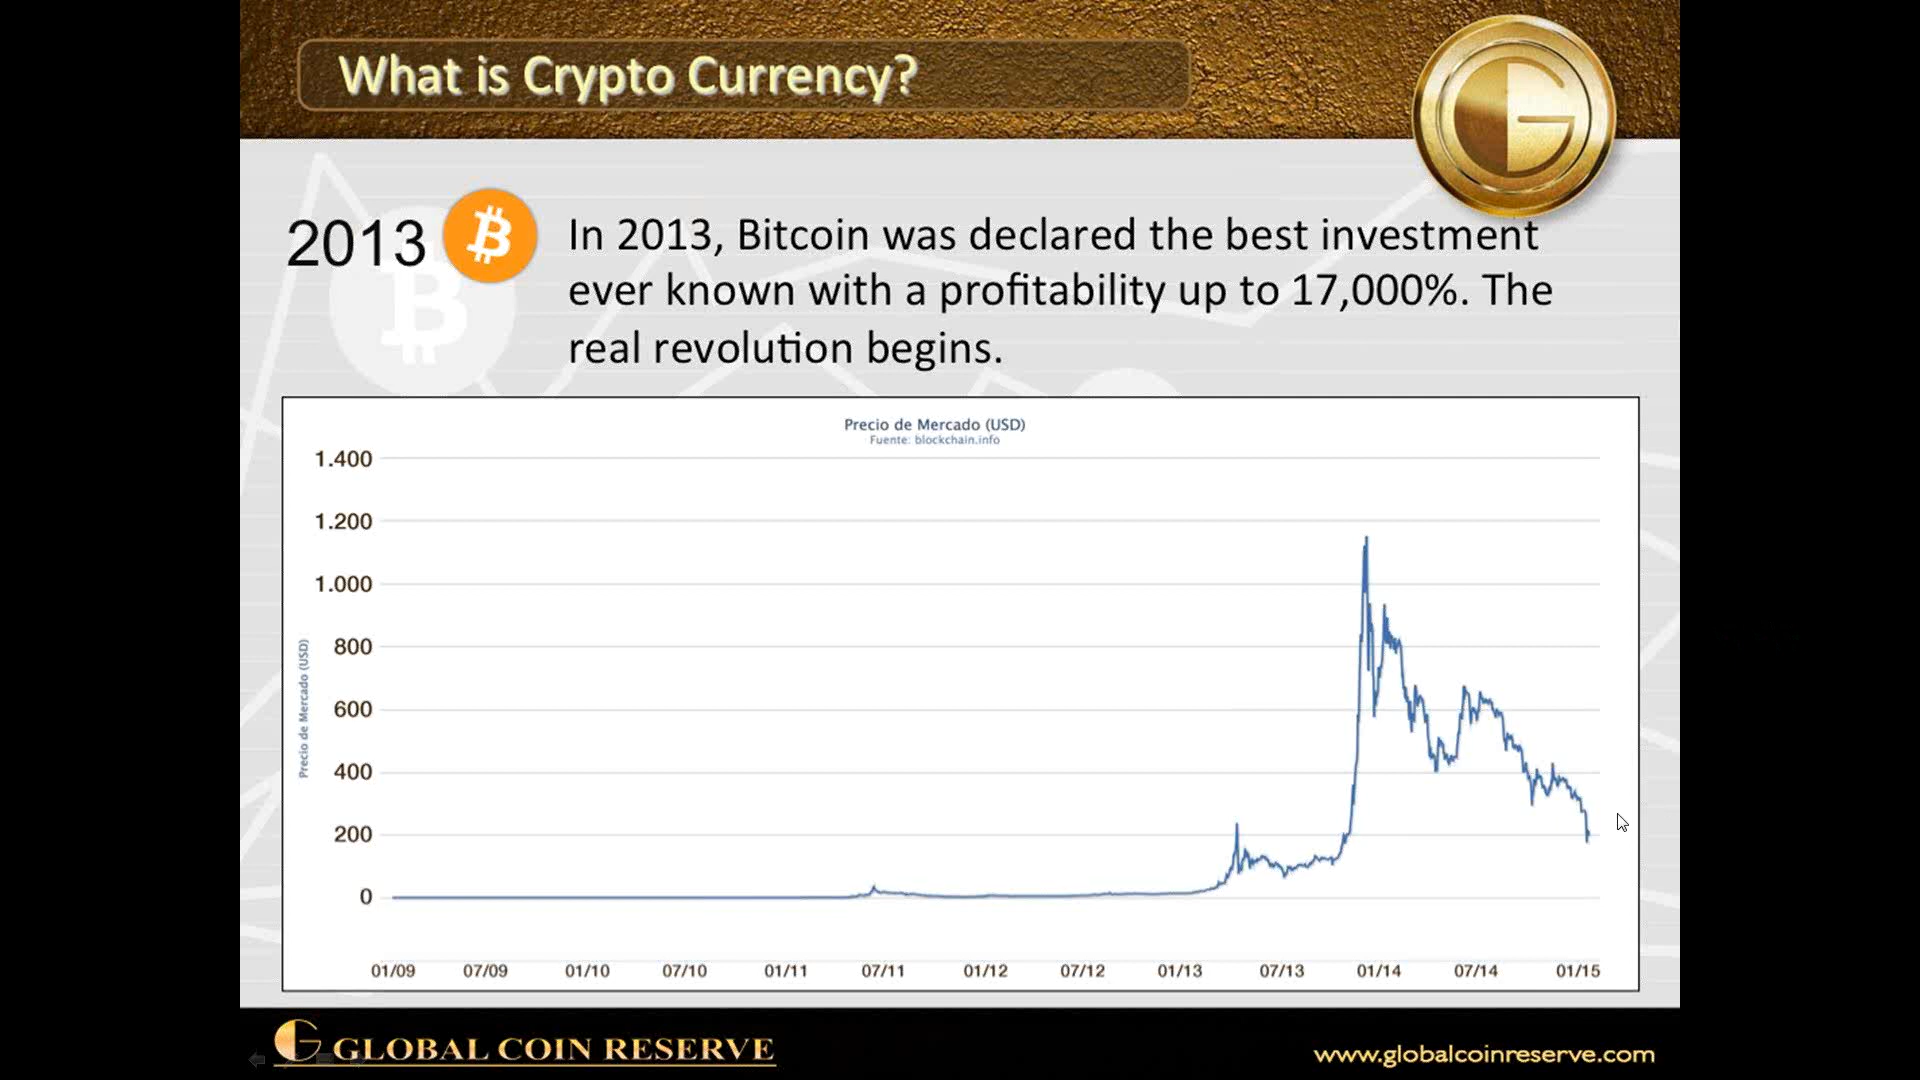 What is Crypto Currency?
2013
In 2013, Bitcoin was declared the best investment
ever known with a profitability up to 17,000%. The
real revolution begins.
Precio de Mercado (USD)
Fuente: blockchain.info
1.400
1.200
1.000
800
600
400
200
0
Precio de Mercado (USD)
01/09 07/09 01/10 07/10 01/11 07/11 01/12 07/12 01/13 07/13 01/14 07/14 01/15
GLOBAL COIN RESERVE
www.globalcoinreserve.com